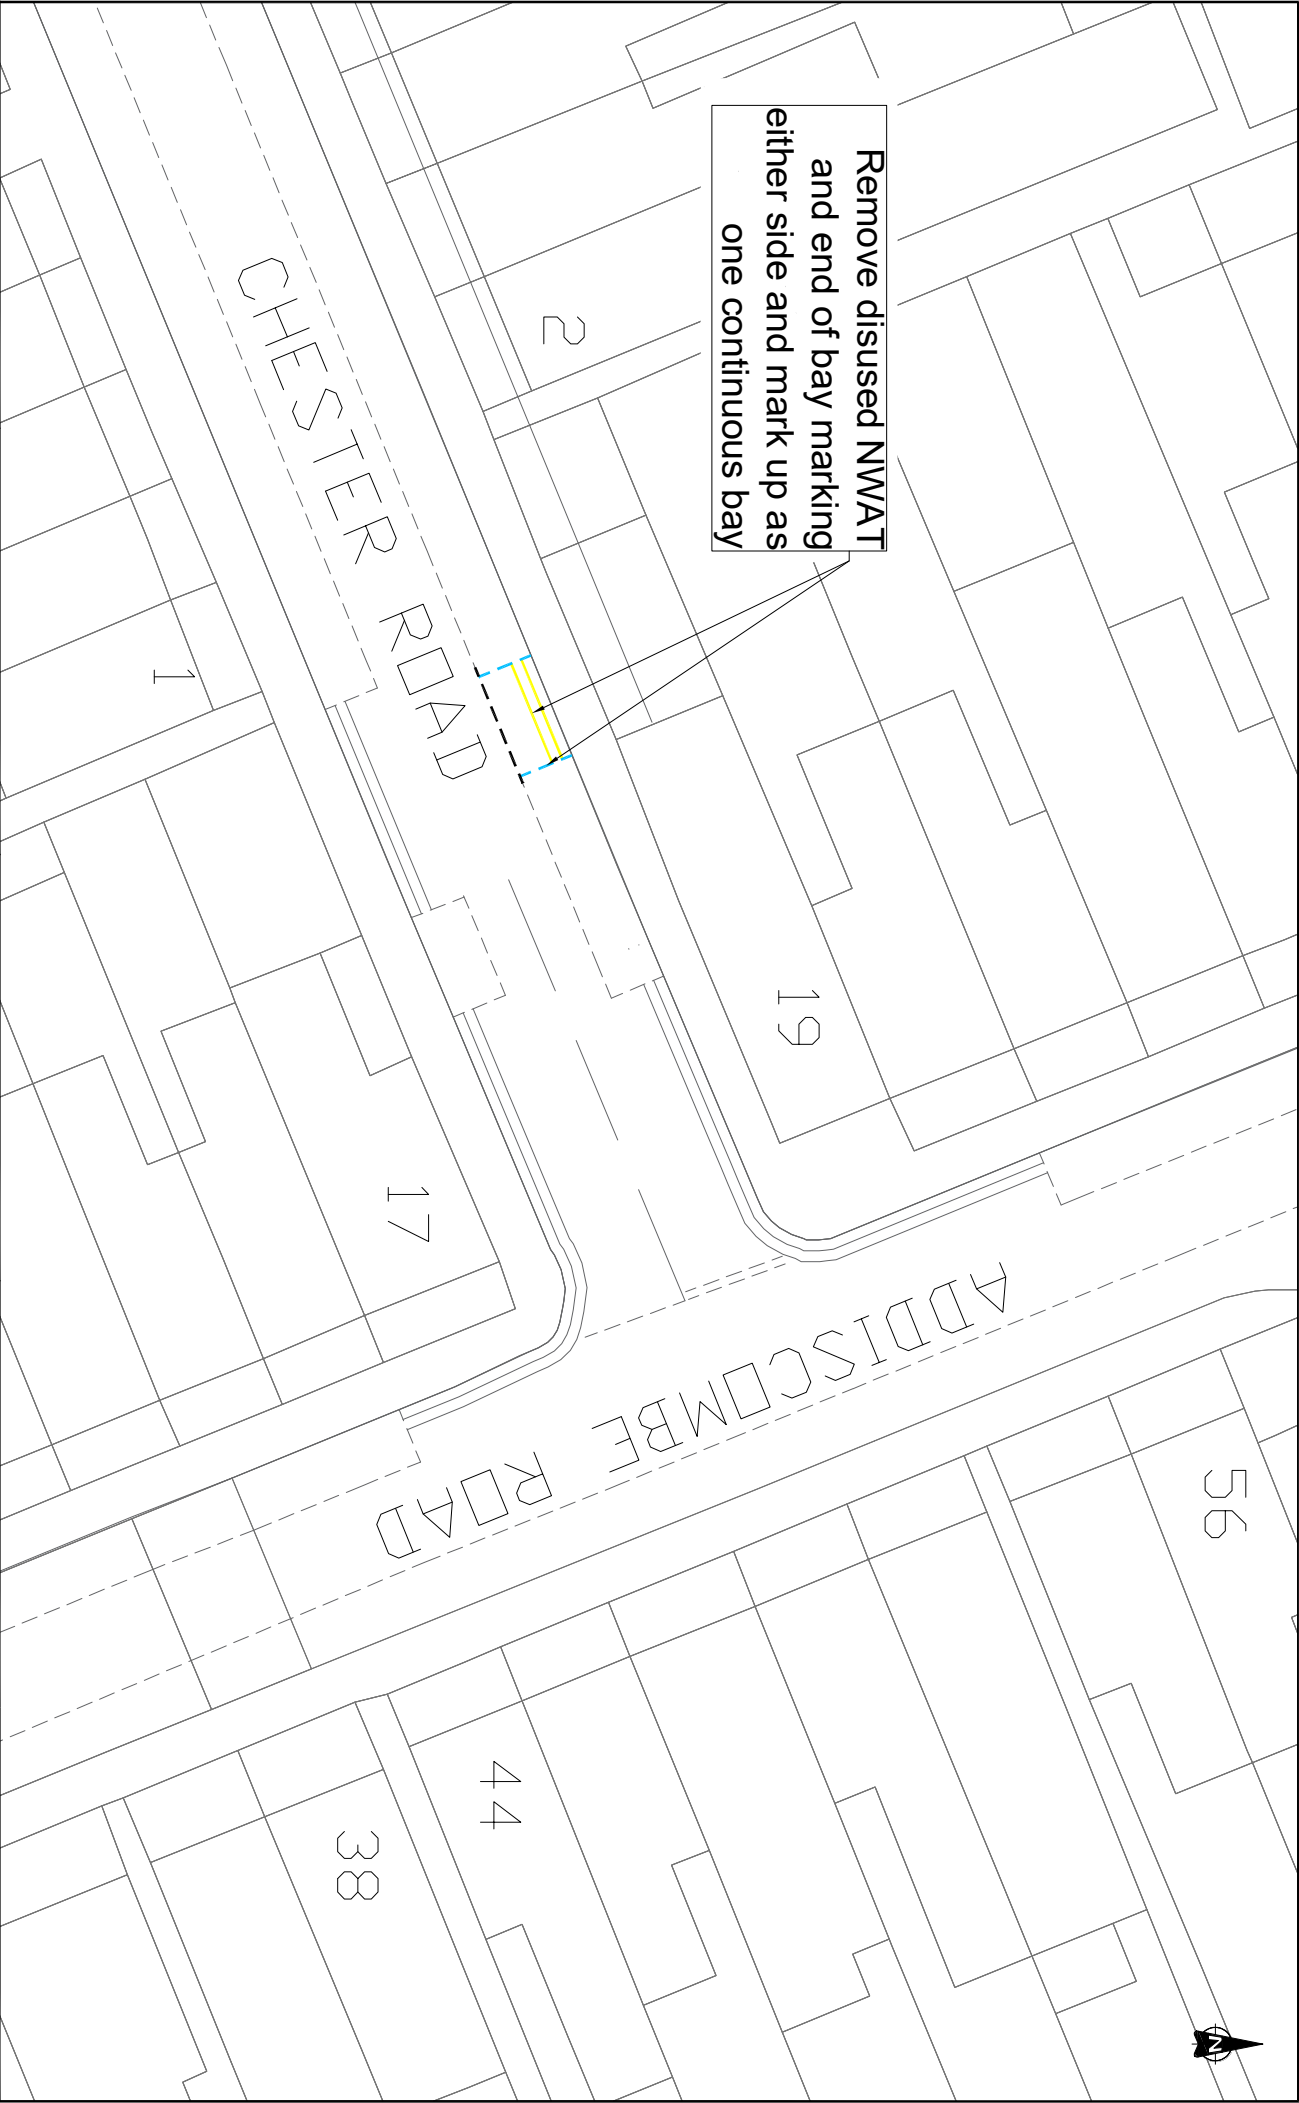 Remove disused NWAT
and end of bay marking
either side and mark up as
one continuous bay
2
CHESTER ROAD
1
19
17
ADDISCOMBE ROAD
56
44
38
N